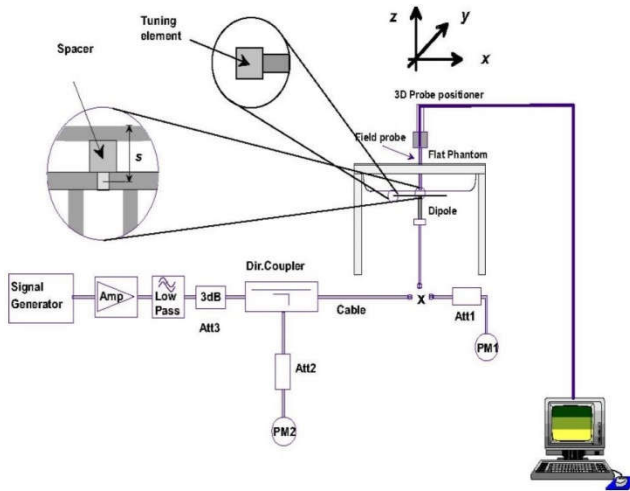 Tuning
element
Spacer
s
z
y
x
3D Probe positioner
Field probe
Flat Phantom
Dipole
Dir.Coupler
Signal
Generator
Amp
Low
Pass
3dB
Att3
Cable
x
Att1
PM1
Att2
PM2